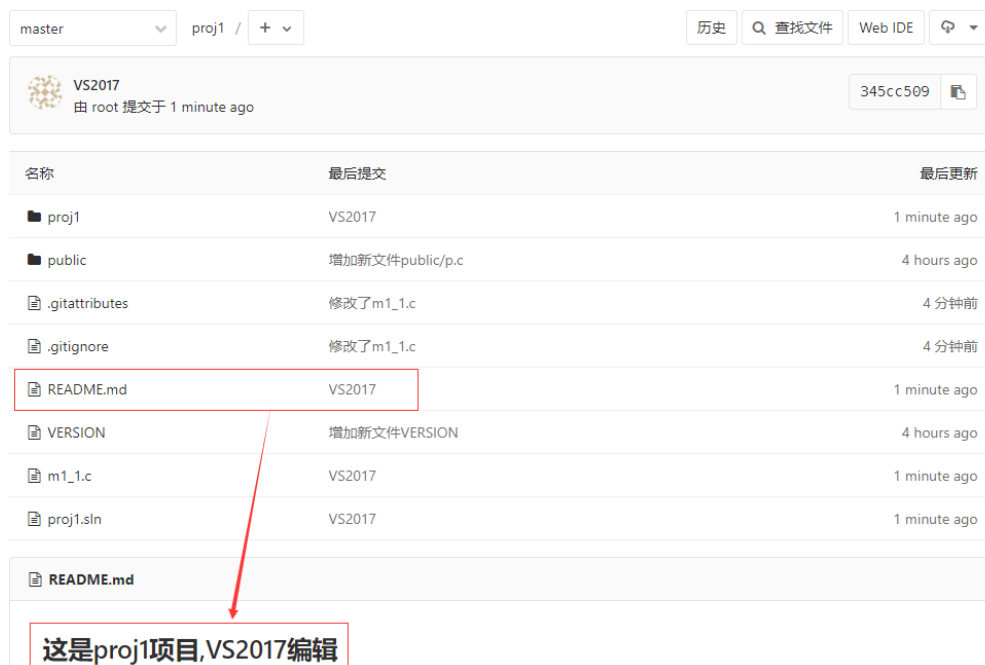 master proj1 / + 历史 查找文件 Web IDE
VS2017
由 root 提交于 1 minute ago 345cc509
名称 最后提交 最后更新
proj1 VS2017 1 minute ago
public 增加新文件public/p.c 4 hours ago
.gitattributes 修改了m1_1.c 4 分钟前
.gitignore 修改了m1_1.c 4 分钟前
README.md VS2017 1 minute ago
VERSION 增加新文件VERSION 4 hours ago
m1_1.c VS2017 1 minute ago
proj1.sln VS2017 1 minute ago
README.md
这是proj1项目,VS2017编辑